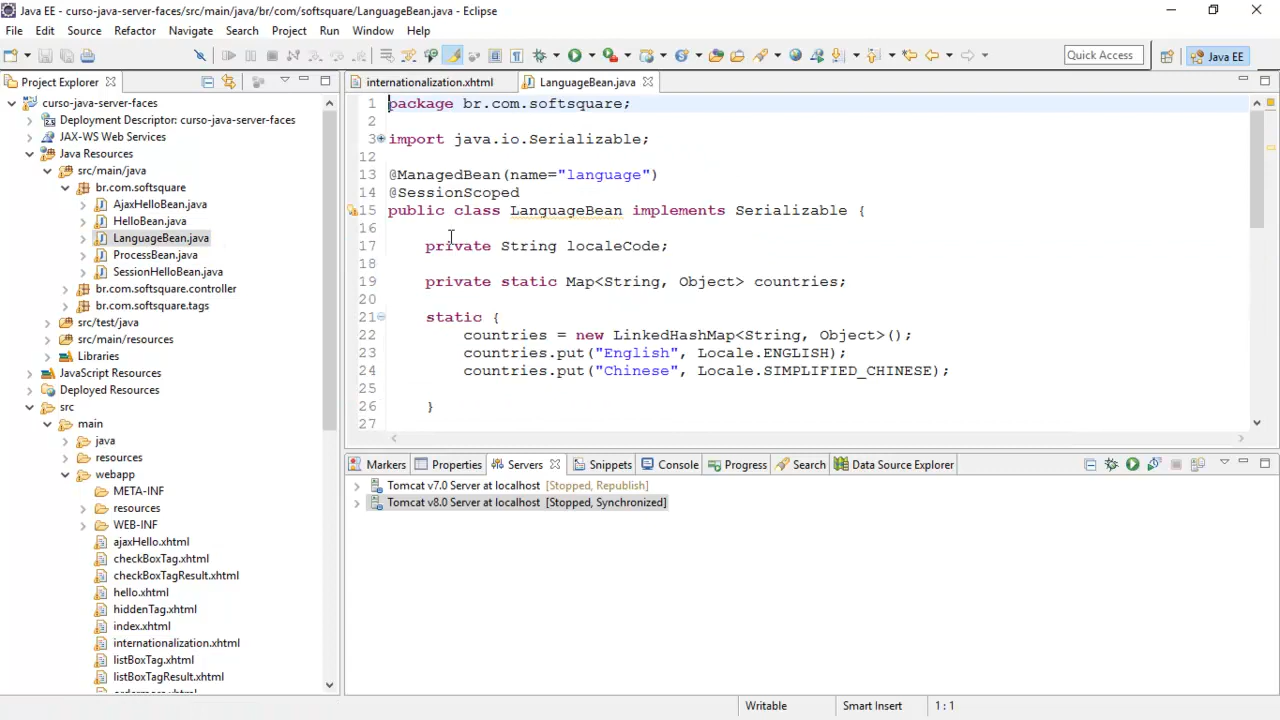 Java EE - curso-java-server-faces/src/main/java/br/com/softsquare/LanguageBean.java - Eclipse
File Edit Source Refactor Navigate Search Project Run Window Help
Quick Access
Java EE
Project Explorer
curso-java-server-faces
Deployment Descriptor: curso-java-server-faces
JAX-WS Web Services
Java Resources
src/main/java
br.com.softsquare
AjaxHelloBean.java
HelloBean.java
LanguageBean.java
ProcessBean.java
SessionHelloBean.java
br.com.softsquare.controller
br.com.softsquare.tags
src/test/java
src/main/resources
Libraries
JavaScript Resources
Deployed Resources
src
main
java
resources
webapp
META-INF
resources
WEB-INF
ajaxHello.xhtml
checkBoxTag.xhtml
checkBoxTagResult.xhtml
hello.xhtml
hiddenTag.xhtml
index.xhtml
internationalization.xhtml
listBoxTag.xhtml
listBoxTagResult.xhtml
internationalization.xhtml LanguageBean.java
1 package br.com.softsquare;
2
3 import java.io.Serializable;
12
13 @ManagedBean(name="language")
14 @SessionScoped
15 public class LanguageBean implements Serializable {
16
17 private String localeCode;
18
19 private static Map<String, Object> countries;
20
21 static {
22 countries = new LinkedHashMap<String, Object>();
23 countries.put("English", Locale.ENGLISH);
24 countries.put("Chinese", Locale.SIMPLIFIED_CHINESE);
25
26 }
27
Markers Properties Servers Snippets Console Progress Search Data Source Explorer
Tomcat v7.0 Server at localhost [Stopped, Republish]
Tomcat v8.0 Server at localhost [Stopped, Synchronized]
Writable Smart Insert 1 : 1